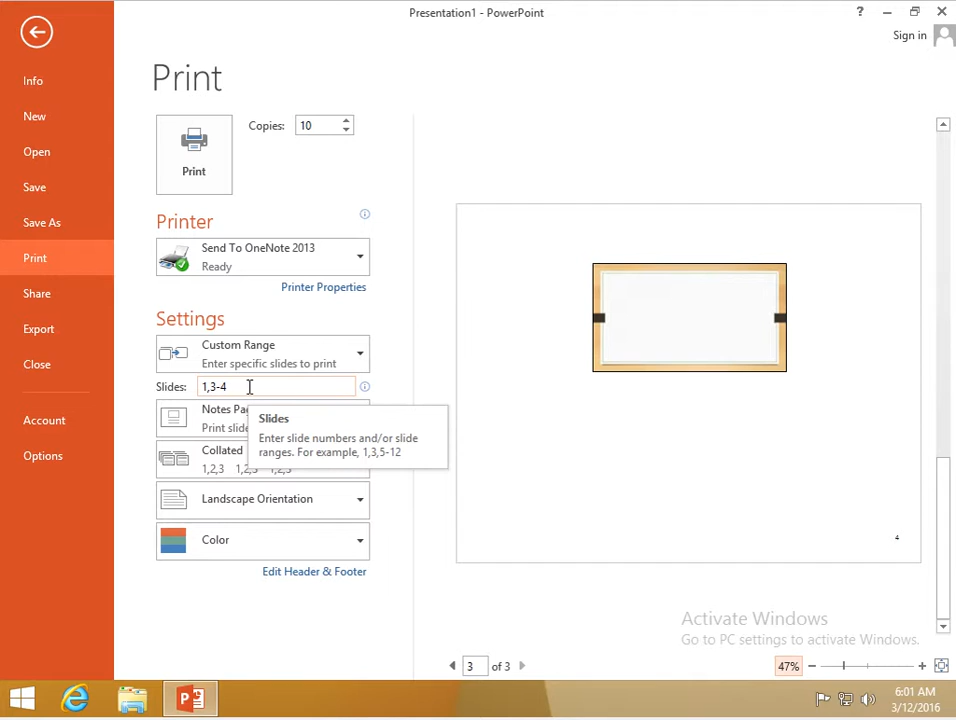 Presentation1 - PowerPoint
?
Sign in
Info
New
Open
Save
Save As
Print
Share
Export
Close
Account
Options
Print
Print
Copies: 10
Printer
Send To OneNote 2013
Ready
Printer Properties
Settings
Custom Range
Enter specific slides to print
Slides: 1,3-4
Notes
Print
Slides
Enter slide numbers and/or slide
ranges. For example, 1,3,5-12
Collated
1,2,3
Landscape Orientation
Color
Edit Header & Footer
4
Activate Windows
Go to PC settings to activate Windows.
3 of 3
47%
6:01 AM
3/12/2016